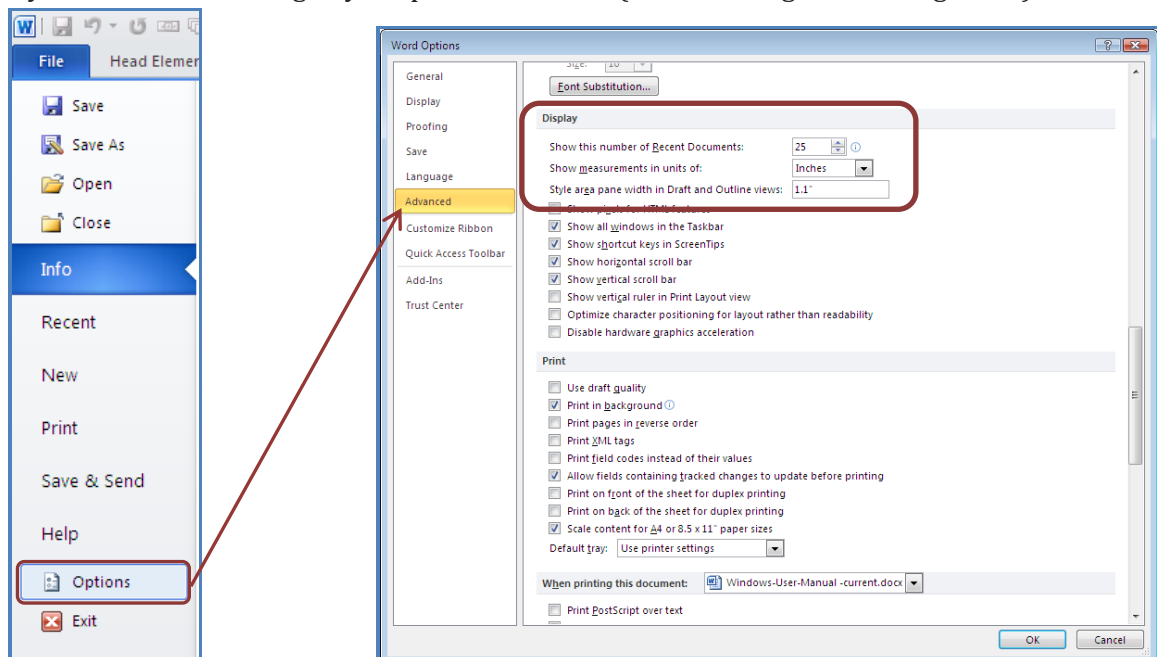 File Head Elemer
Save
Save As
Open
Close
Info
Recent
New
Print
Save & Send
Help
Options
Exit
Word Options
General
Display
Proofing
Save
Language
Advanced
Customize Ribbon
Quick Access Toolbar
Add-Ins
Trust Center
Size: 10
Font Substitution...
Display
Show this number of Recent Documents: 25
Show measurements in units of: Inches
Style area pane width in Draft and Outline views: 1.1"
Show pixels for HTML features
Show all windows in the Taskbar
Show shortcut keys in ScreenTips
Show horizontal scroll bar
Show vertical scroll bar
Show vertical ruler in Print Layout view
Optimize character positioning for layout rather than readability
Disable hardware graphics acceleration
Print
Use draft quality
Print in background
Print pages in reverse order
Print XML tags
Print field codes instead of their values
Allow fields containing tracked changes to update before printing
Print on front of the sheet for duplex printing
Print on back of the sheet for duplex printing
Scale content for A4 or 8.5 x 11" paper sizes
Default tray: Use printer settings
When printing this document: Windows-User-Manual -current.docx
Print PostScript over text
OK Cancel